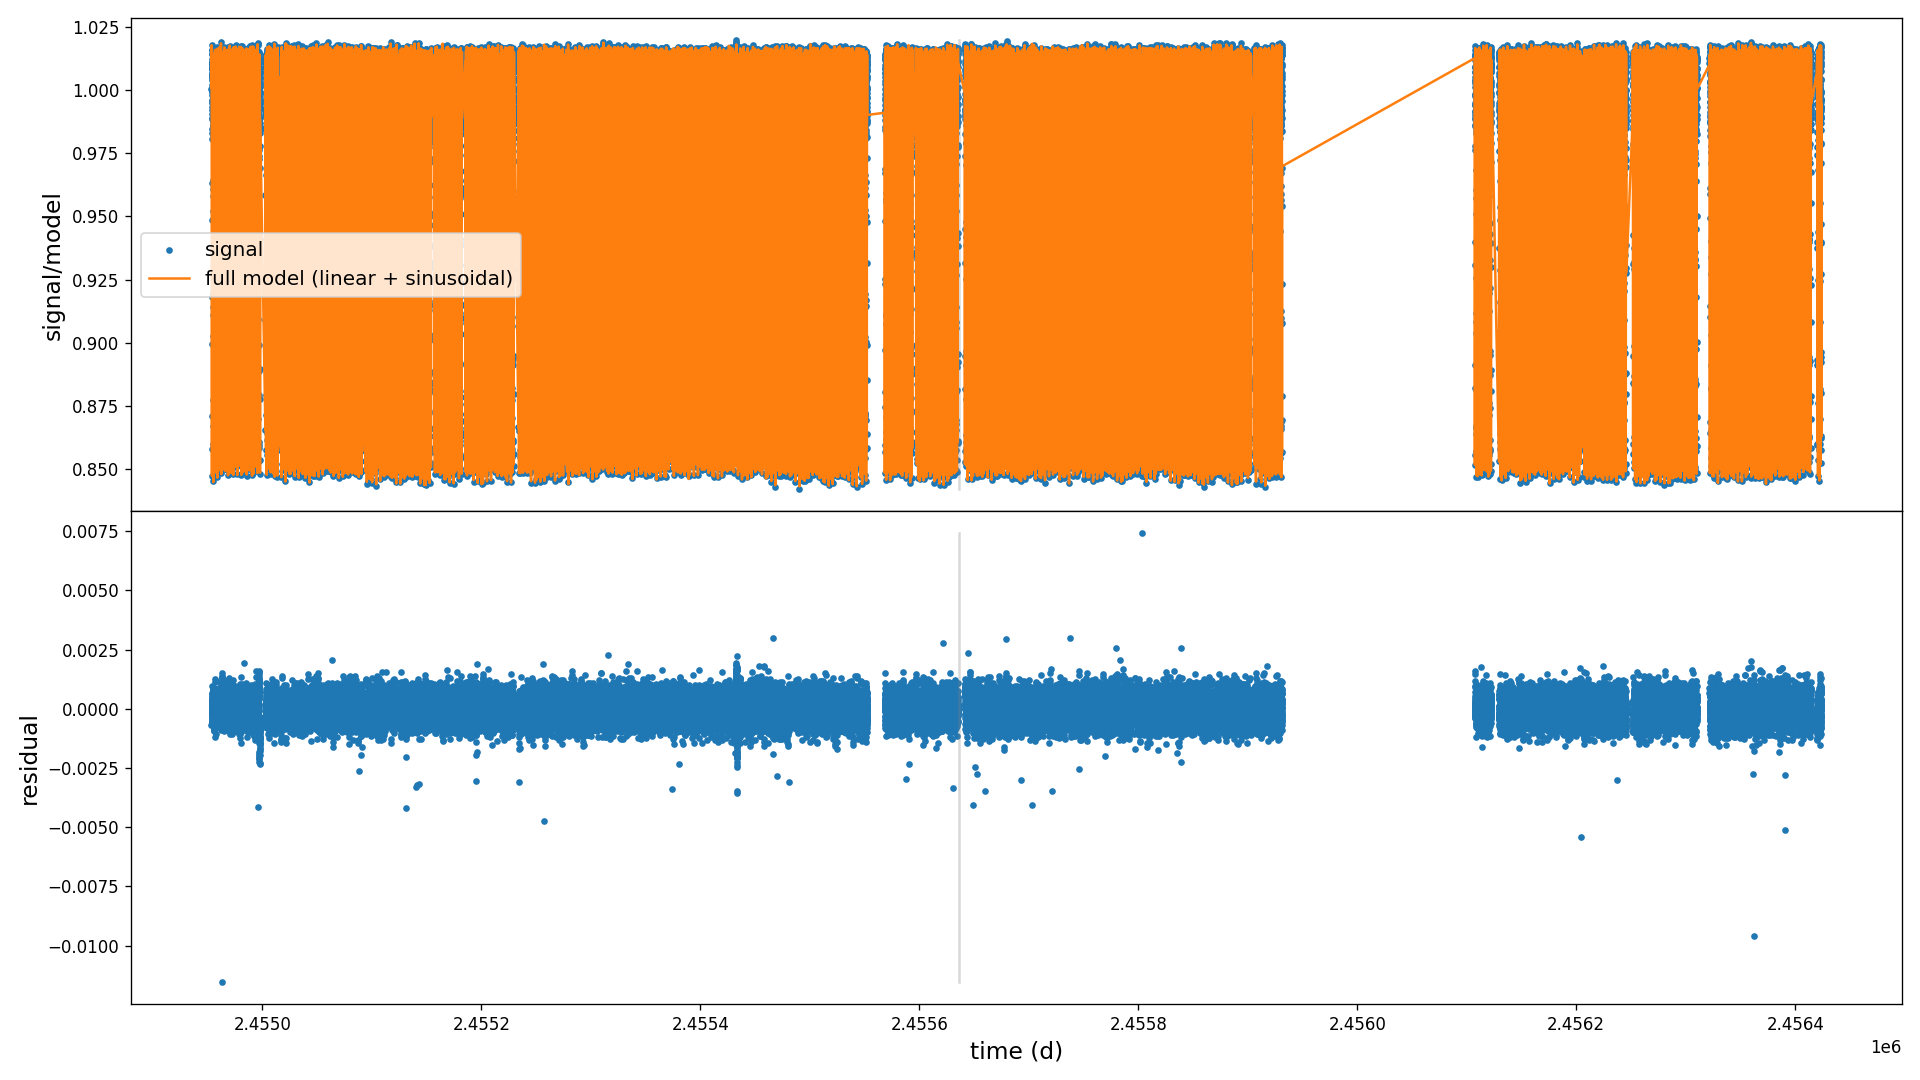 1.025
1.000
0.975
0.950
0.925
0.900
0.875
0.850
signal/model
signal
full model (linear + sinusoidal)
0.0075
0.0050
0.0025
0.0000
−0.0025
−0.0050
−0.0075
−0.0100
residual
2.4550 2.4552 2.4554 2.4556 2.4558 2.4560 2.4562 2.4564
1e6
time (d)